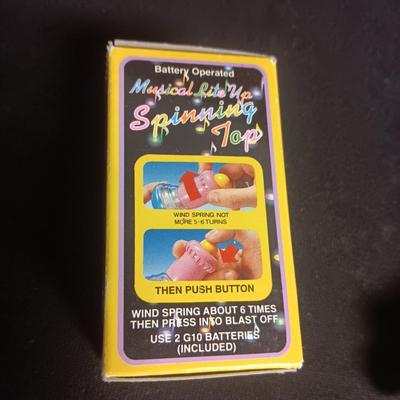 Battery Operated
Musical Lite Up
Spinning
Top
WIND SPRING NOT
MORE 5-6 TURNS
THEN PUSH BUTTON
WIND SPRING ABOUT 6 TIMES
THEN PRESS INTO BLAST OFF
USE 2 G10 BATTERIES
(INCLUDED)